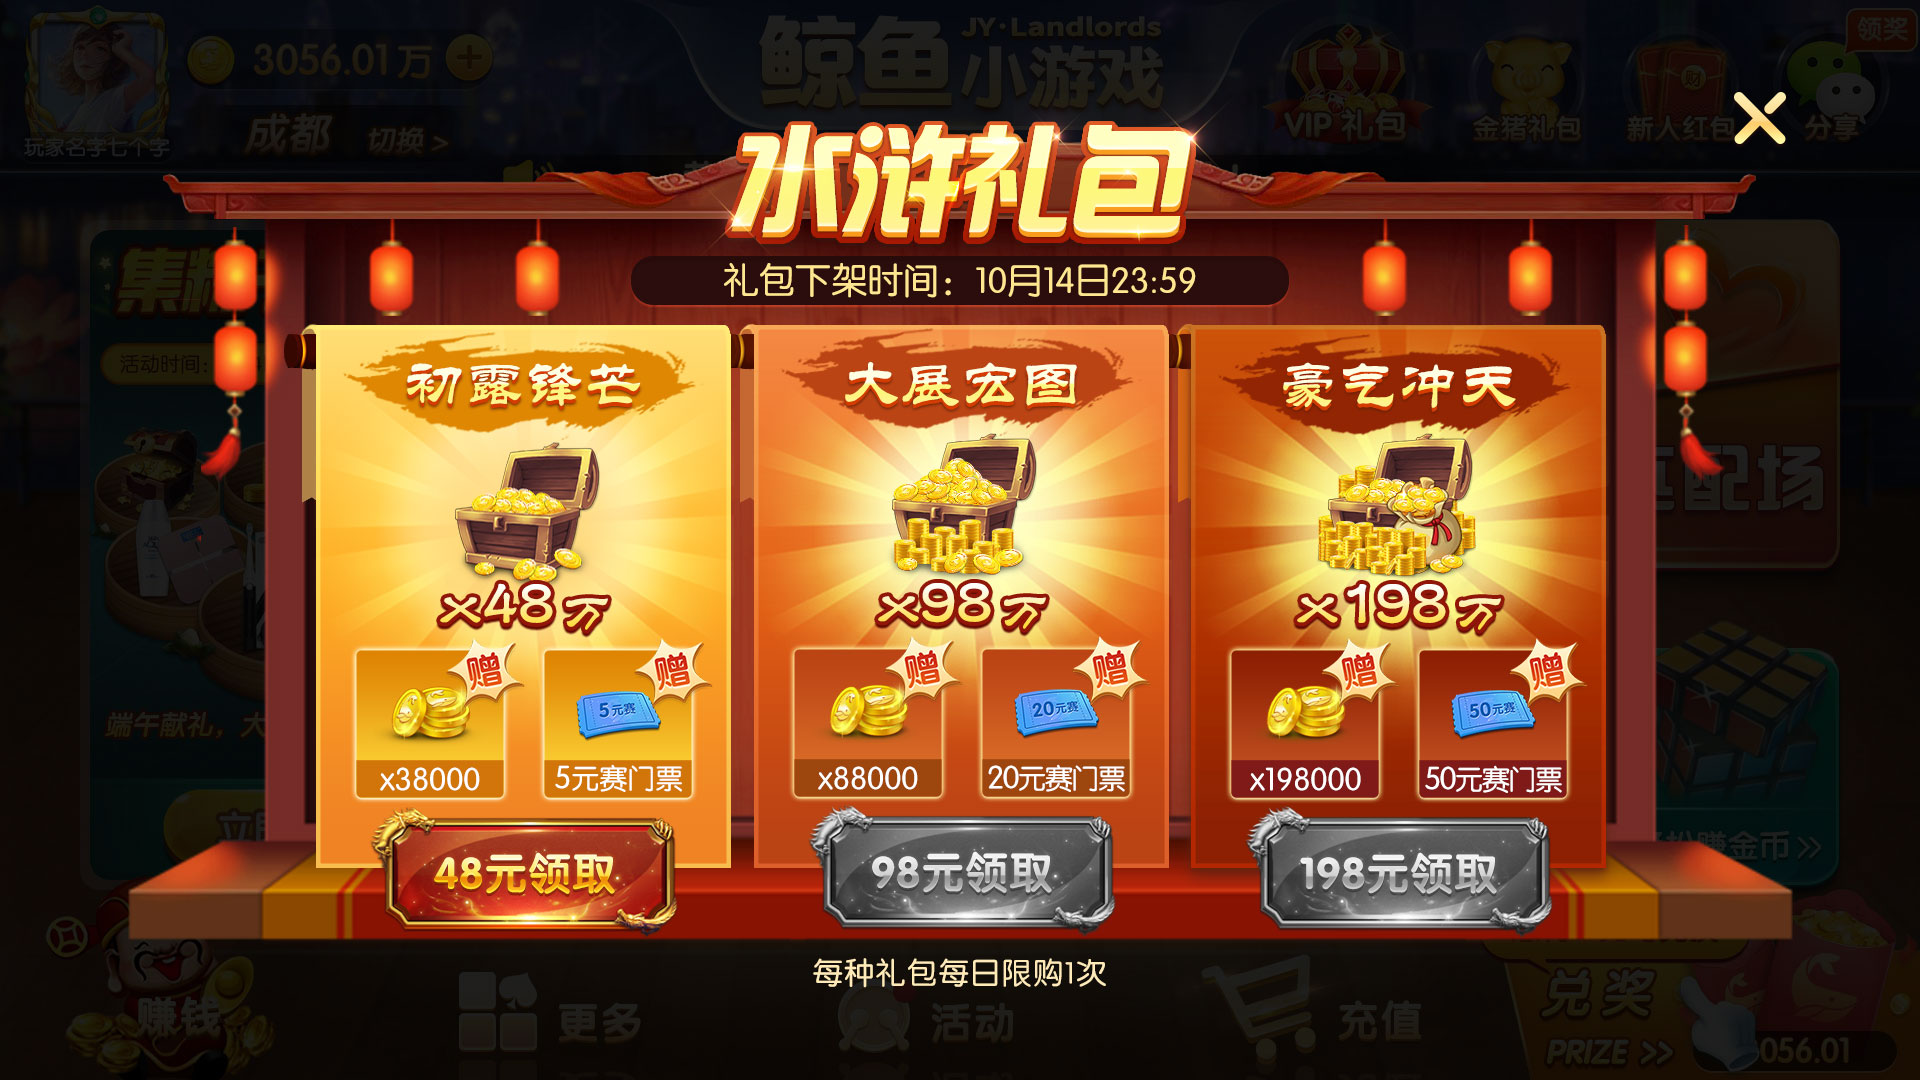 3056.01万
鲸鱼
JY·Landlords
小游戏
领奖
玩家名字七个字
成都
切换 >
VIP 礼包
金猪礼包
新人红包
分享
水浒礼包
礼包下架时间：10月14日23:59
活动时间:
初露锋芒
x48万
赠
赠
5元赛
x38000
5元赛门票
48元领取
大展宏图
x98万
赠
赠
20元赛
x88000
20元赛门票
98元领取
豪气冲天
x198万
赠
赠
50元赛
x198000
50元赛门票
198元领取
配场
端午献礼，大
赚金币 >>
每种礼包每日限购1次
赚钱
更多
活动
充值
兑奖
PRIZE >>
056.01